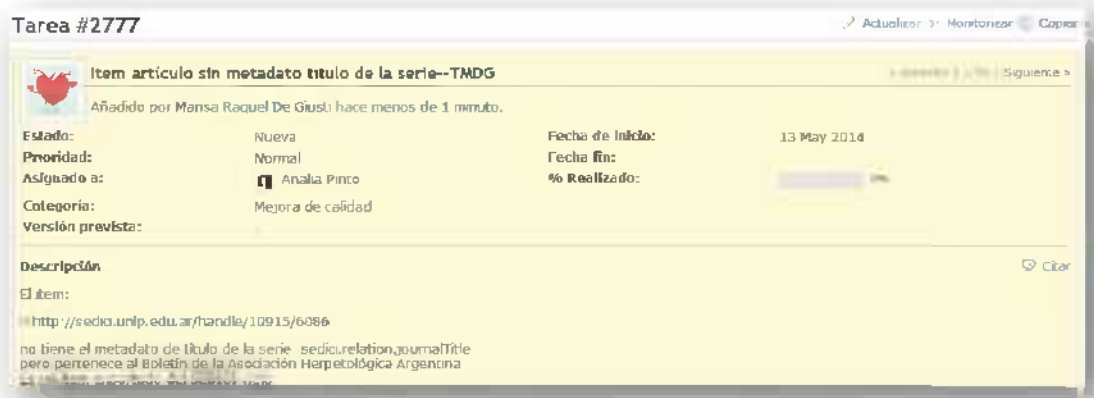 Tarea #2777
Actualizar Monitorizar Copiar
Item artículo sin metadato título de la serie--TMDG
Siguiente »
Añadido por Marisa Raquel De Giusti hace menos de 1 minuto.
Estado: Nueva Fecha de inicio: 13 May 2014
Prioridad: Normal Fecha fin:
Asignado a: Analia Pinto % Realizado:
Categoría: Mejora de calidad
Versión prevista: -
Descripción Citar
El item:
http://sedici.unlp.edu.ar/handle/10915/6086
no tiene el metadato de título de la serie sedici.relation.journalTitle
pero pertenece al Boletín de la Asociación Herpetológica Argentina